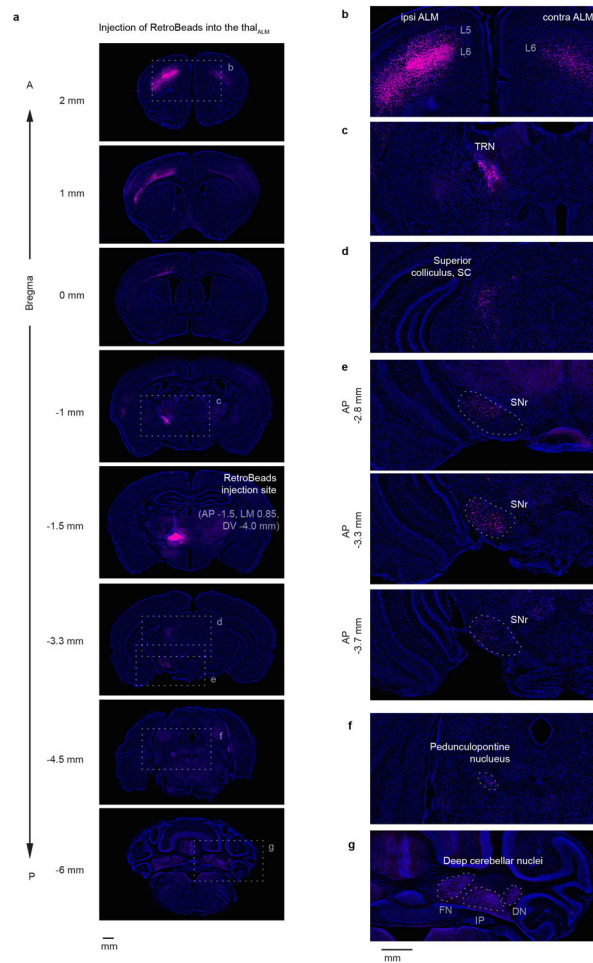 a
Injection of RetroBeads into the thalALM
A
Bregma
P
2 mm
b
1 mm
0 mm
-1 mm
c
-1.5 mm
RetroBeads
injection site
(AP -1.5, LM 0.85,
DV -4.0 mm)
-3.3 mm
d
e
-4.5 mm
f
-6 mm
g
mm
b
ipsi ALM
contra ALM
L5
L6
L6
c
TRN
d
Superior
colliculus, SC
e
AP
-2.8 mm
SNr
AP
-3.3 mm
SNr
AP
-3.7 mm
SNr
f
Pedunculopontine
nuclueus
g
Deep cerebellar nuclei
FN
IP
DN
mm